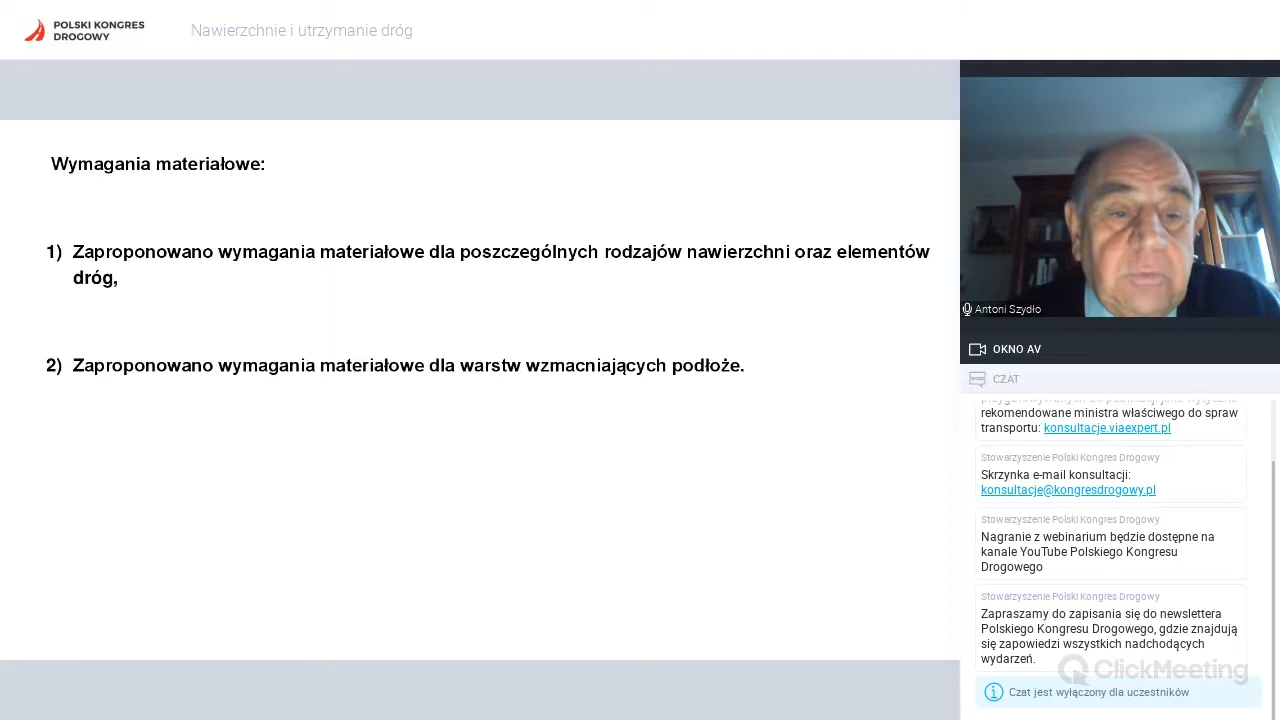 POLSKI KONGRES
DROGOWY
Nawierzchnie i utrzymanie dróg
Wymagania materiałowe:
1) Zaproponowano wymagania materiałowe dla poszczególnych rodzajów nawierzchni oraz elementów
dróg,
2) Zaproponowano wymagania materiałowe dla warstw wzmacniających podłoże.
Antoni Szydło
OKNO AV
CZAT
rekomendowane ministra właściwego do spraw
transportu: konsultacje.viaexpert.pl
Stowarzyszenie Polski Kongres Drogowy
Skrzynka e-mail konsultacji:
konsultacje@kongresdrogowy.pl
Stowarzyszenie Polski Kongres Drogowy
Nagranie z webinarium będzie dostępne na
kanale YouTube Polskiego Kongresu
Drogowego
Stowarzyszenie Polski Kongres Drogowy
Zapraszamy do zapisania się do newslettera
Polskiego Kongresu Drogowego, gdzie znajdują
się zapowiedzi wszystkich nadchodzących
wydarzeń.
ClickMeeting
Czat jest wyłączony dla uczestników